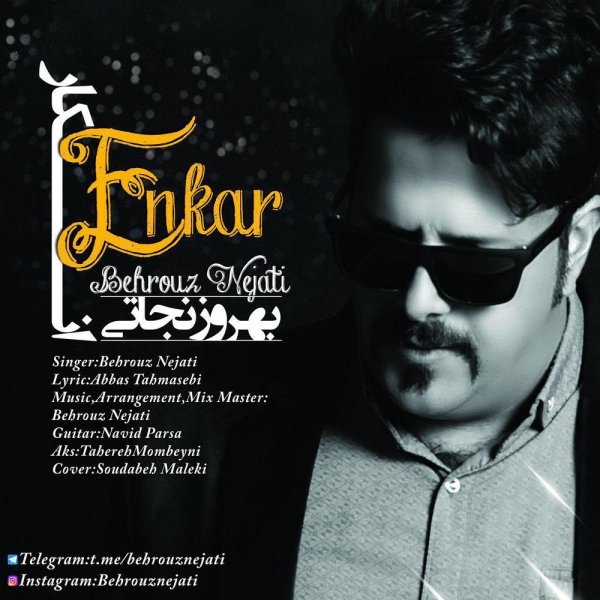 انکار
Enkar
Behrouz Nejati
بهروز نجاتی
Singer:Behrouz Nejati
Lyric:Abbas Tahmasebi
Music,Arrangement,Mix Master:
Behrouz Nejati
Guitar:Navid Parsa
Aks:TaherehMombeyni
Cover:Soudabeh Maleki
Telegram:t.me/behrouznejati
Instagram:Behrouznejati